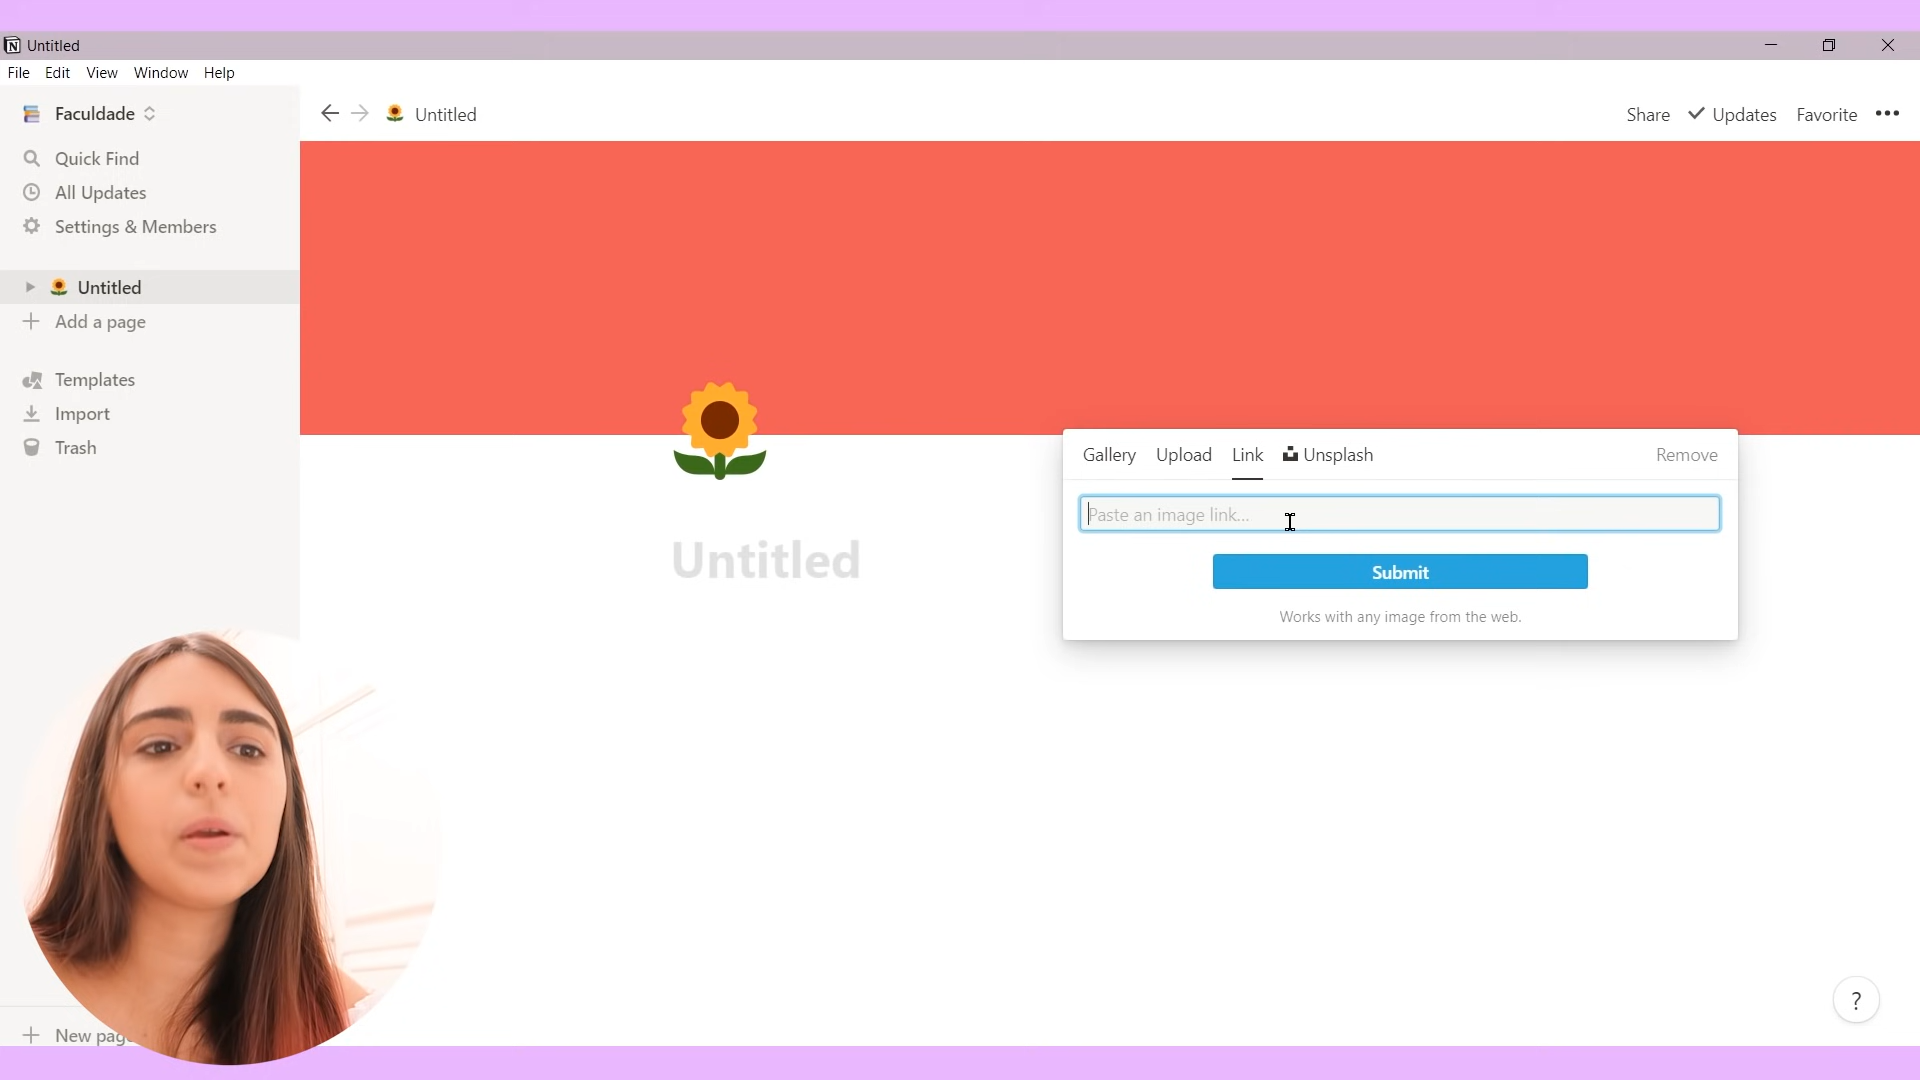 Untitled
File Edit View Window Help
Faculdade
Untitled
Share Updates Favorite
Quick Find
All Updates
Settings & Members
Untitled
Add a page
Templates
Import
Trash
Gallery Upload Link Unsplash Remove
Paste an image link...
Submit
Works with any image from the web.
Untitled
?
New pag